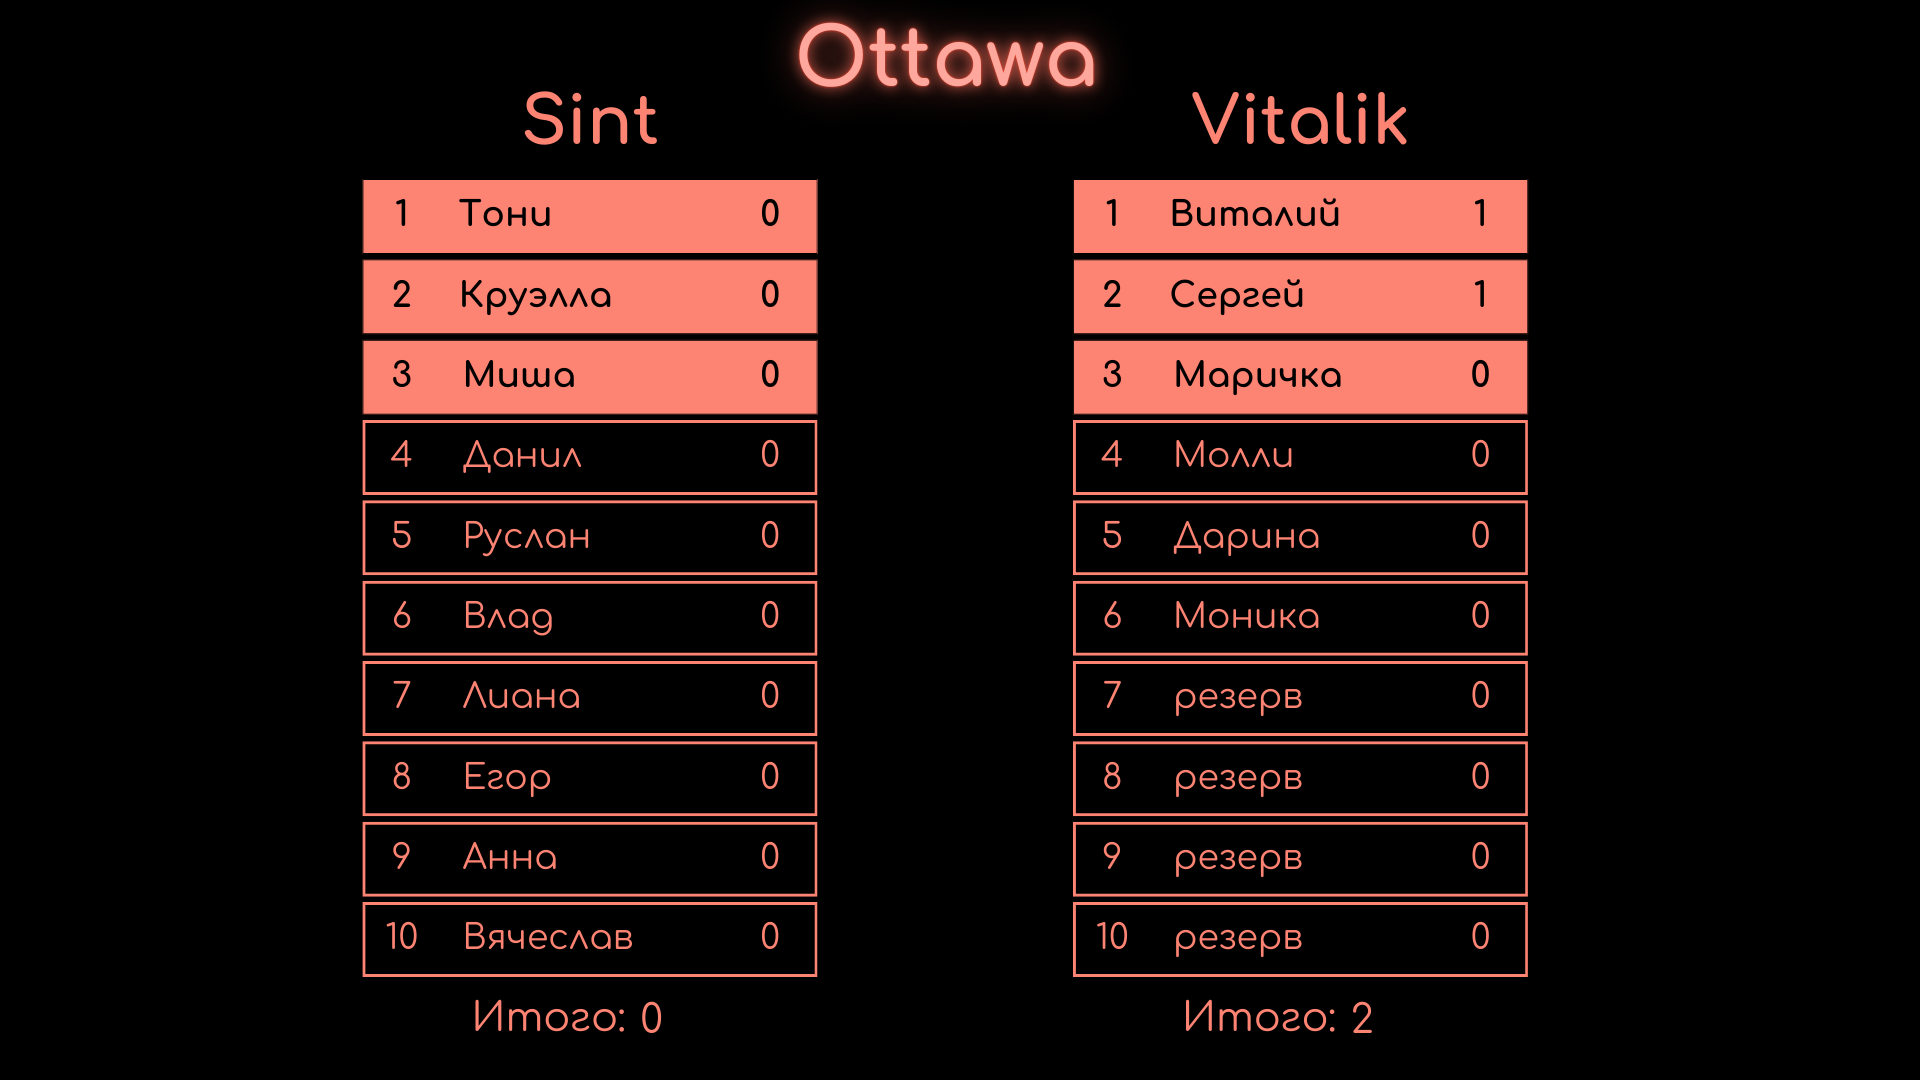 Ottawa
Sint
1 Тони 0
2 Круэлла 0
3 Миша 0
4 Данил 0
5 Руслан 0
6 Влад 0
7 Лиана 0
8 Егор 0
9 Анна 0
10 Вячеслав 0
Итого: 0
Vitalik
1 Виталий 1
2 Сергей 1
3 Маричка 0
4 Молли 0
5 Дарина 0
6 Моника 0
7 резерв 0
8 резерв 0
9 резерв 0
10 резерв 0
Итого: 2